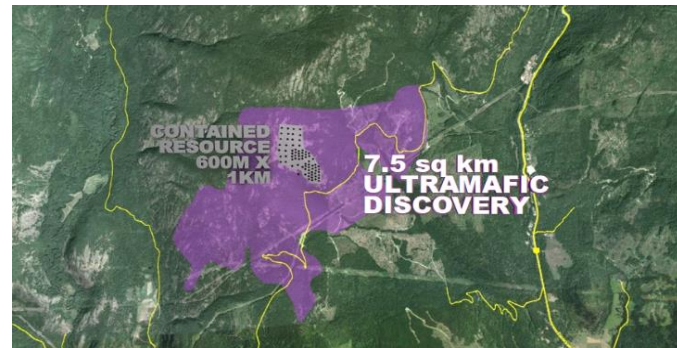 CONTAINED
RESOURCE
600M X
1KM
7.5 sq km
ULTRAMAFIC
DISCOVERY